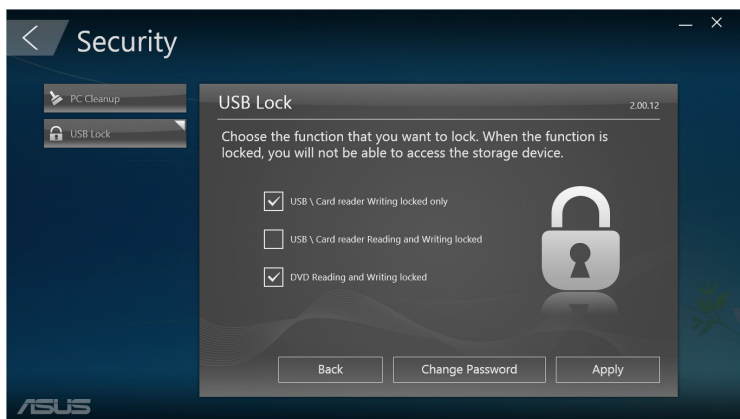 Security
PC Cleanup
USB Lock
USB Lock
2.00.12
Choose the function that you want to lock. When the function is
locked, you will not be able to access the storage device.
USB \ Card reader Writing locked only
USB \ Card reader Reading and Writing locked
DVD Reading and Writing locked
Back
Change Password
Apply
ASUS